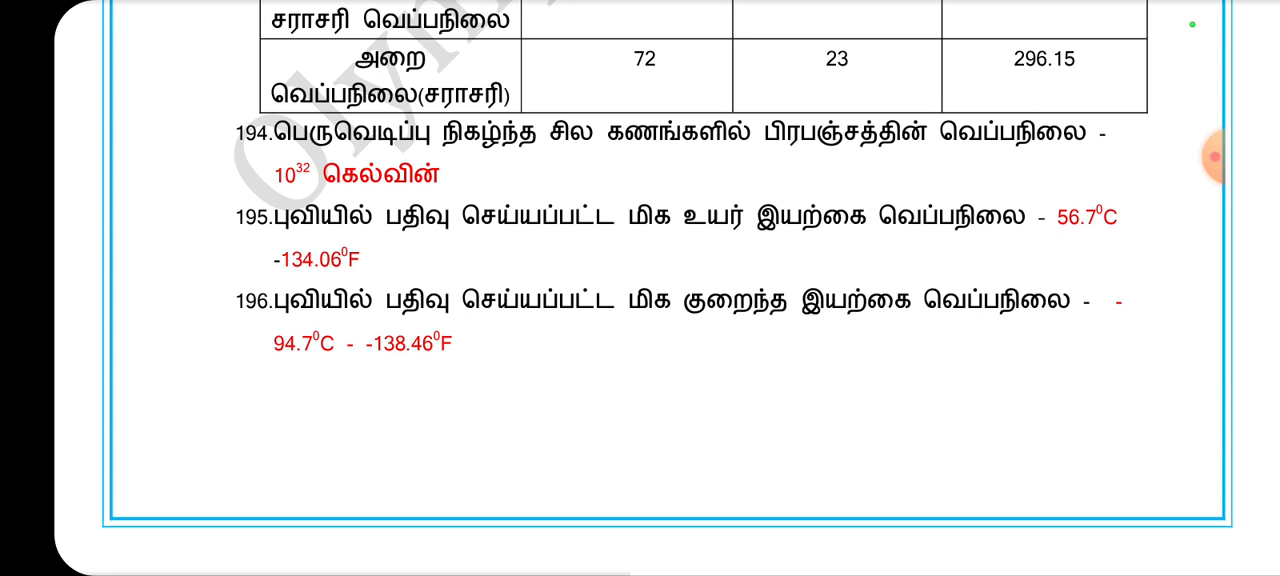 சராசரி வெப்பநிலை
அறை 72 23 296.15
வெப்பநிலை(சராசரி)
194.பெருவெடிப்பு நிகழ்ந்த சில கணங்களில் பிரபஞ்சத்தின் வெப்பநிலை -
10³² கெல்வின்
195.புவியில் பதிவு செய்யப்பட்ட மிக உயர் இயற்கை வெப்பநிலை - 56.7⁰C
-134.06⁰F
196.புவியில் பதிவு செய்யப்பட்ட மிக குறைந்த இயற்கை வெப்பநிலை - -
94.7⁰C - -138.46⁰F